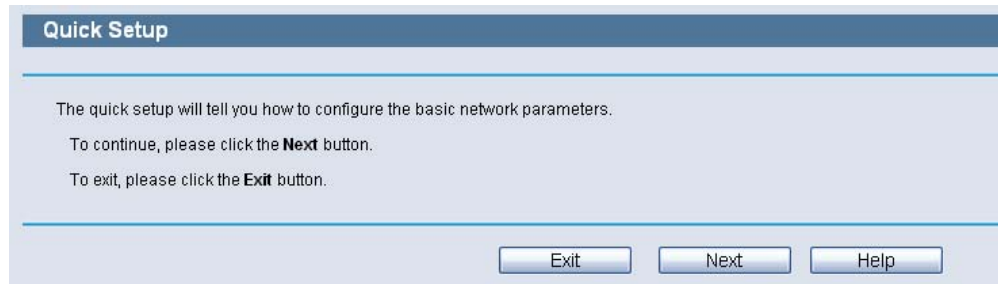 Quick Setup
The quick setup will tell you how to configure the basic network parameters.
To continue, please click the Next button.
To exit, please click the Exit button.
Exit Next Help